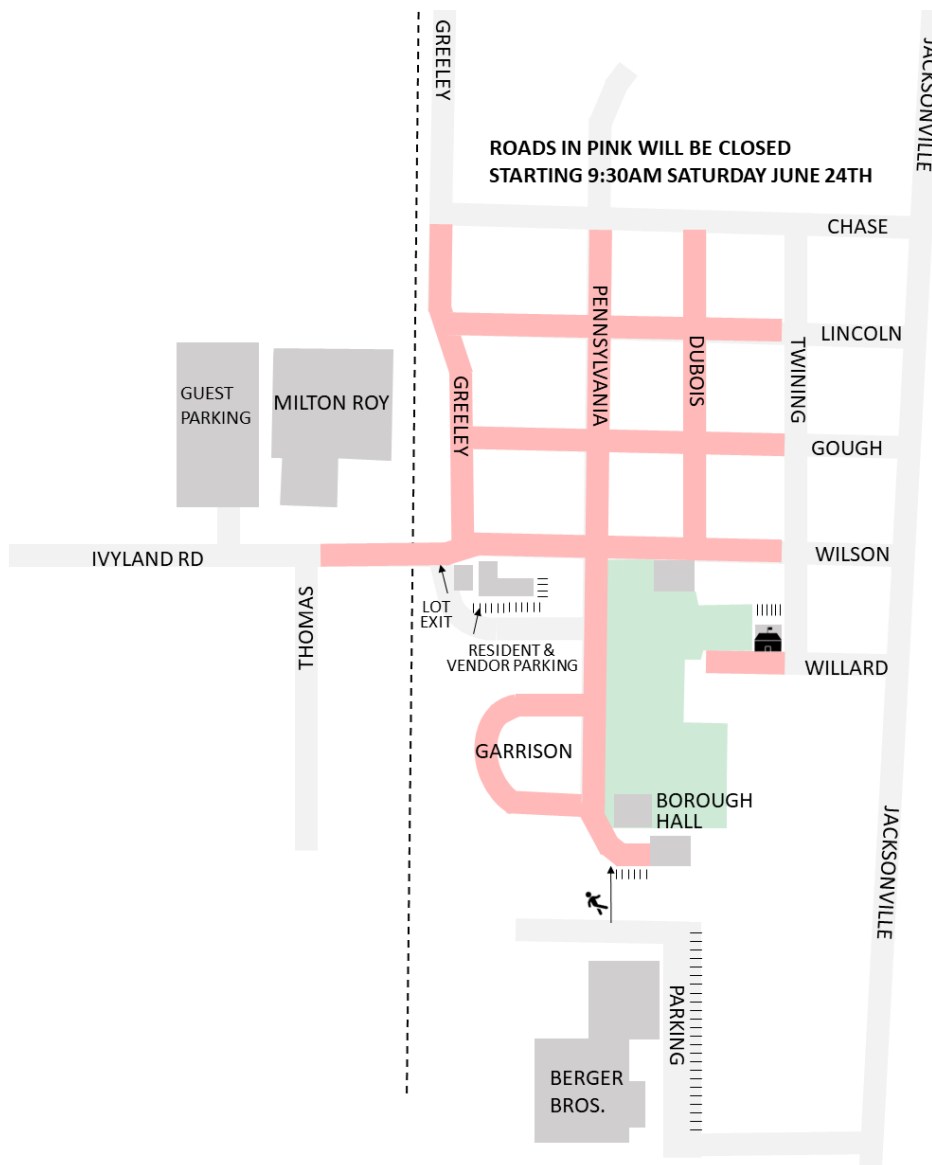 GREELEY
JACKSONVILLE
ROADS IN PINK WILL BE CLOSED
STARTING 9:30AM SATURDAY JUNE 24TH
CHASE
PENNSYLVANIA
LINCOLN
DUBOIS
TWINING
GUEST
PARKING
MILTON ROY
GREELEY
GOUGH
IVYLAND RD
WILSON
THOMAS
LOT
EXIT
RESIDENT &
VENDOR PARKING
WILLARD
GARRISON
BOROUGH
HALL
JACKSONVILLE
PARKING
BERGER
BROS.